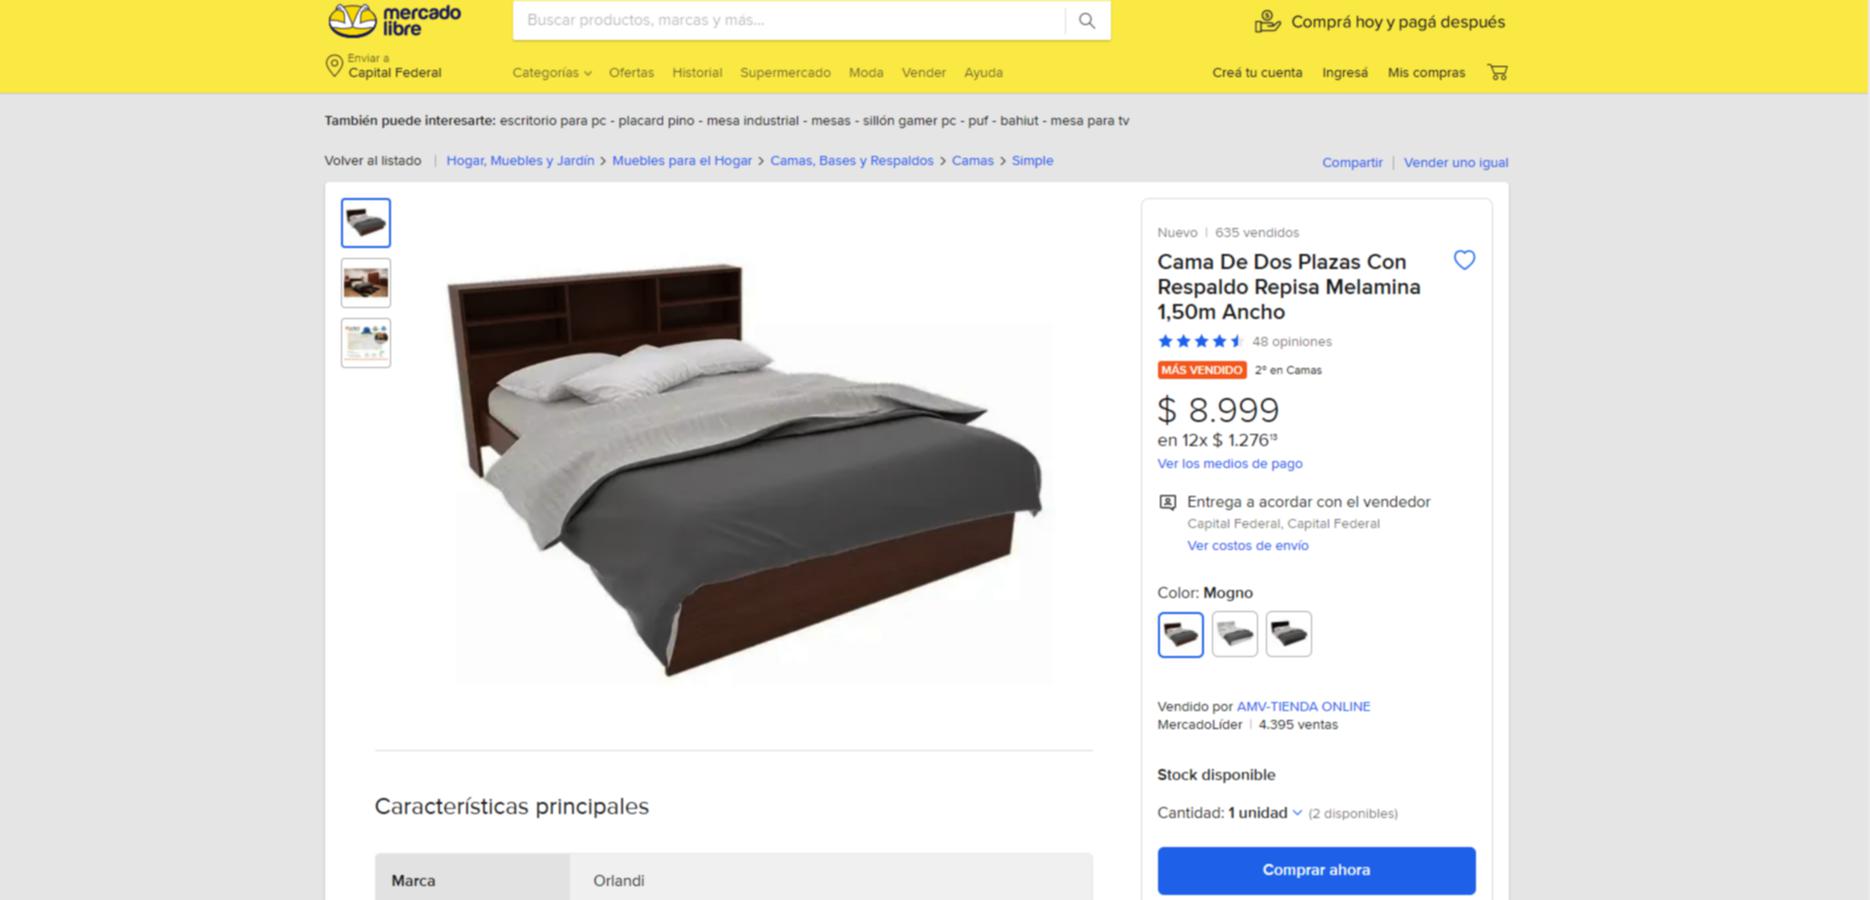 mercado
libre
Buscar productos, marcas y más...
Comprá hoy y pagá después
Enviar a
Capital Federal
Categorías Ofertas Historial Supermercado Moda Vender Ayuda
Creá tu cuenta Ingresá Mis compras
También puede interesarte: escritorio para pc - placard pino - mesa industrial - mesas - sillón gamer pc - puf - bahiut - mesa para tv
Volver al listado | Hogar, Muebles y Jardín > Muebles para el Hogar > Camas, Bases y Respaldos > Camas > Simple
Compartir | Vender uno igual
Nuevo | 635 vendidos
Cama De Dos Plazas Con
Respaldo Repisa Melamina
1,50m Ancho
48 opiniones
MÁS VENDIDO 2º en Camas
$ 8.999
en 12x $ 1.276¹³
Ver los medios de pago
Entrega a acordar con el vendedor
Capital Federal, Capital Federal
Ver costos de envío
Color: Mogno
Vendido por AMV-TIENDA ONLINE
MercadoLíder | 4.395 ventas
Stock disponible
Cantidad: 1 unidad (2 disponibles)
Comprar ahora
Características principales
Marca Orlandi